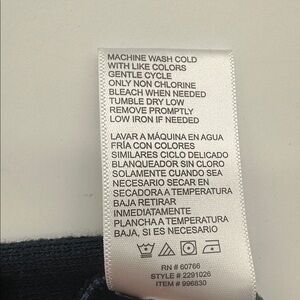 MACHINE WASH COLD
WITH LIKE COLORS
GENTLE CYCLE
ONLY NON CHLORINE
BLEACH WHEN NEEDED
TUMBLE DRY LOW
REMOVE PROMPTLY
LOW IRON IF NEEDED
LAVAR A MÁQUINA EN AGUA
FRÍA CON COLORES
SIMILARES CICLO DELICADO
BLANQUEADOR SIN CLORO
SOLAMENTE CUANDO SEA
NECESARIO SECAR EN
SECADORA A TEMPERATURA
BAJA RETIRAR
INMEDIATAMENTE
PLANCHA A TEMPERATURA
BAJA, SI ES NECESARIO
RN # 60766
STYLE # 2291026
ITEM # 996830